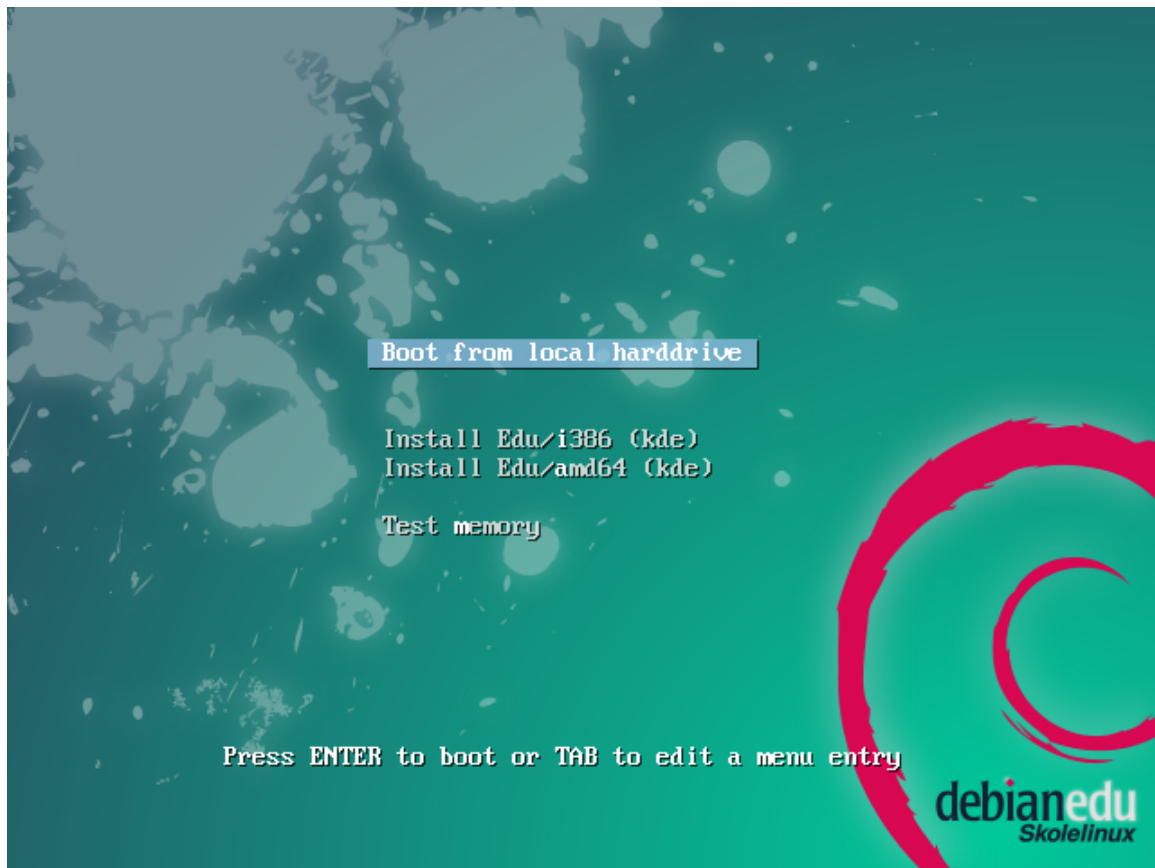 Boot from local harddrive
Install Edu/i386 (kde)
Install Edu/amd64 (kde)
Test memory
Press ENTER to boot or TAB to edit a menu entry
debianedu
Skolelinux